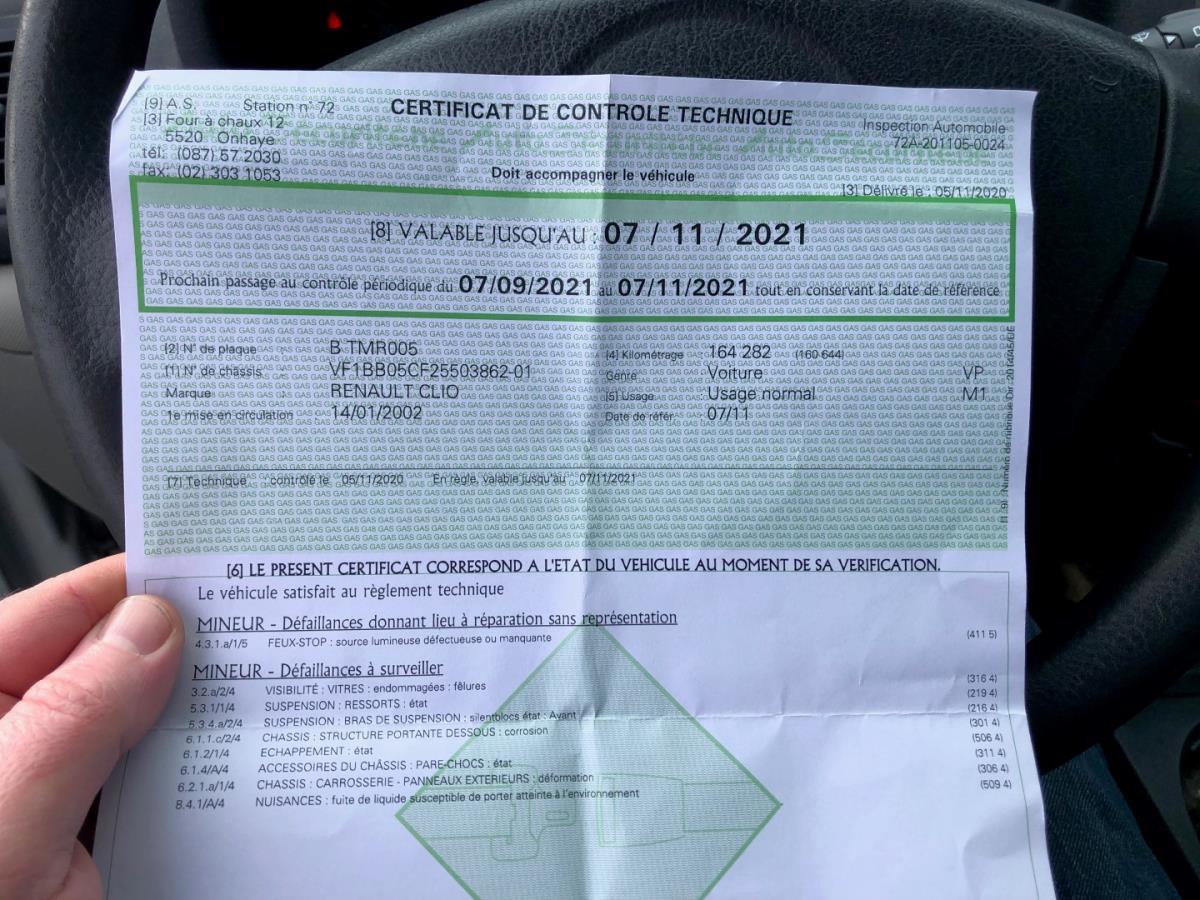 [9] A.S. Station n° 72
[3] Four à chaux 12
5520 Onhaye
tél: (087) 57 2030
fax: (02) 303 1053
CERTIFICAT DE CONTROLE TECHNIQUE
Doit accompagner le véhicule
Inspection Automobile
72A-201105-0024
[3] Délivré le : 05/11/2020
[8] VALABLE JUSQU'AU : 07 / 11 / 2021
Prochain passage au contrôle périodique du 07/09/2021 au 07/11/2021 tout en conservant la date de référence
[2] N° de plaque B TMR005
[1] N° de chassis VF1BB05CF25503862-01
Marque RENAULT CLIO
1e mise en circulation 14/01/2002
[4] Kilométrage 164 282 (160 644)
Genre Voiture VP
[5] Usage Usage normal M1
Date de référ. 07/11
[7] Technique contrôlé le 05/11/2020 En règle, valable jusqu'au : 07/11/2021
[6] LE PRESENT CERTIFICAT CORRESPOND A L'ETAT DU VEHICULE AU MOMENT DE SA VERIFICATION.
Le véhicule satisfait au règlement technique
MINEUR - Défaillances donnant lieu à réparation sans représentation
4.3.1.a/1/5 FEUX-STOP : source lumineuse défectueuse ou manquante (411 5)
MINEUR - Défaillances à surveiller
3.2.a/2/4 VISIBILITÉ : VITRES : endommagées : fêlures (316 4)
5.3.1/1/4 SUSPENSION : RESSORTS : état (219 4)
5.3.4.a/2/4 SUSPENSION : BRAS DE SUSPENSION : silentblocs état : Avant (216 4)
6.1.1.c/2/4 CHASSIS : STRUCTURE PORTANTE DESSOUS : corrosion (301 4)
6.1.2/1/4 ECHAPPEMENT : état (506 4)
6.1.4/A/4 ACCESSOIRES DU CHÂSSIS : PARE-CHOCS : état (311 4)
6.2.1.a/1/4 CHASSIS : CARROSSERIE - PANNEAUX EXTERIEURS : déformation (306 4)
8.4.1/A/4 NUISANCES : fuite de liquide susceptible de porter atteinte à l'environnement (509 4)